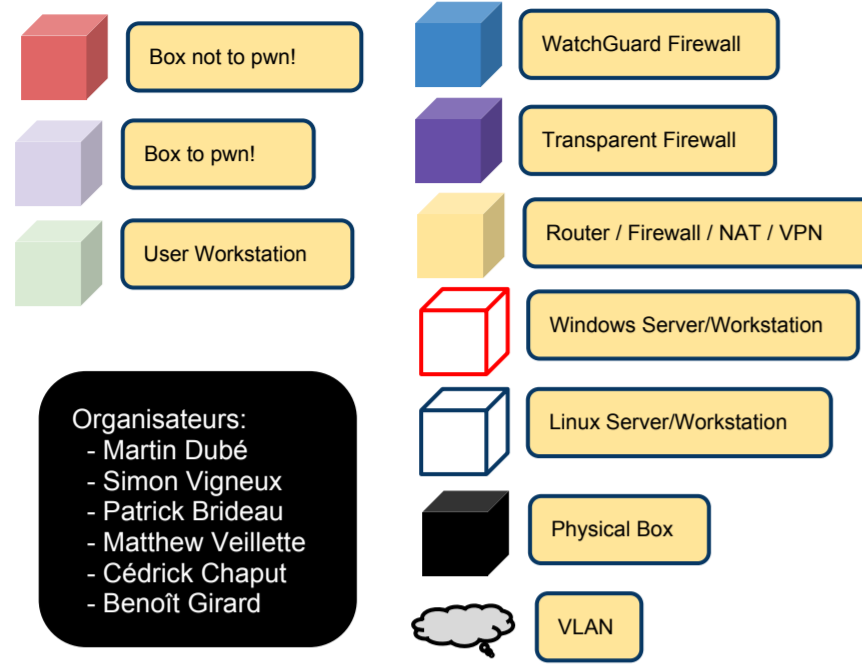 Box not to pwn!
Box to pwn!
User Workstation
Organisateurs:
- Martin Dubé
- Simon Vigneux
- Patrick Brideau
- Matthew Veillette
- Cédrick Chaput
- Benoît Girard
WatchGuard Firewall
Transparent Firewall
Router / Firewall / NAT / VPN
Windows Server/Workstation
Linux Server/Workstation
Physical Box
VLAN